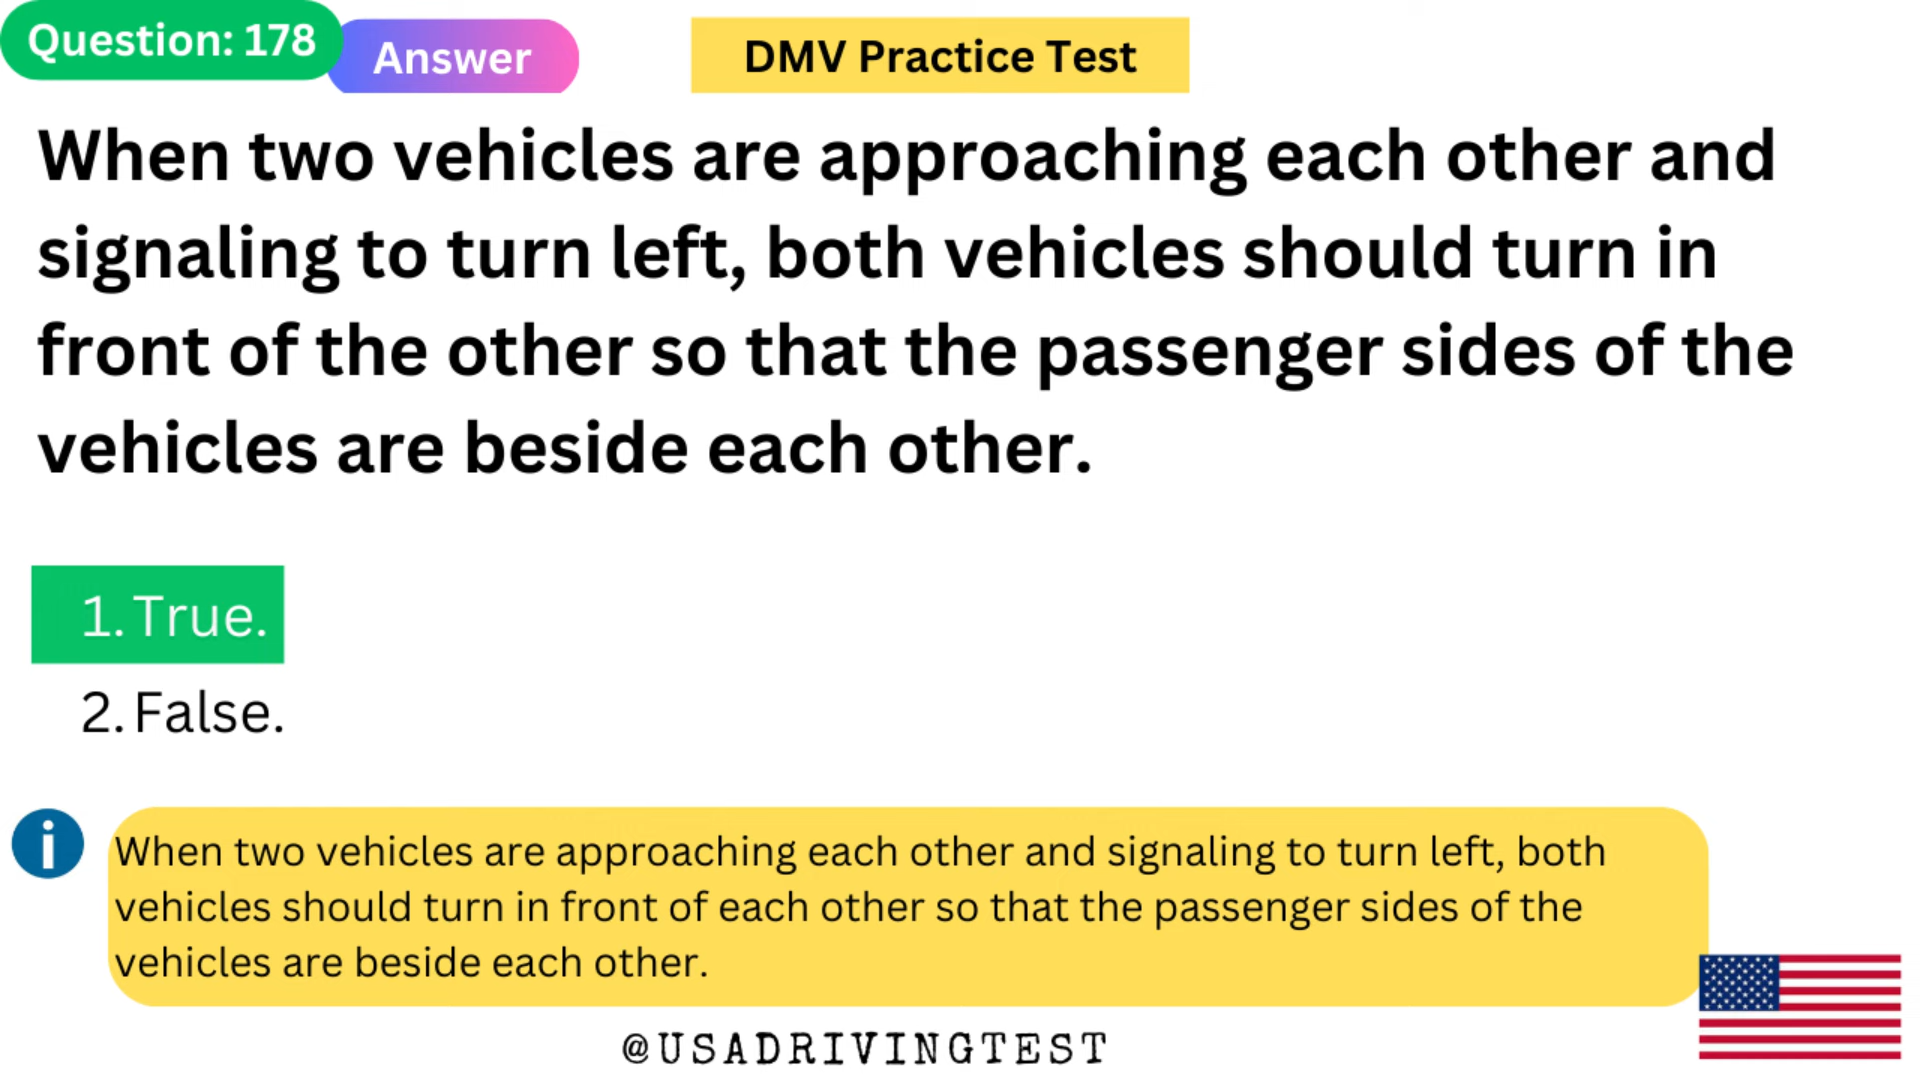 Question: 178
Answer
DMV Practice Test
When two vehicles are approaching each other and
signaling to turn left, both vehicles should turn in
front of the other so that the passenger sides of the
vehicles are beside each other.
1. True.
2. False.
i
When two vehicles are approaching each other and signaling to turn left, both
vehicles should turn in front of each other so that the passenger sides of the
vehicles are beside each other.
@USADRIVINGTEST